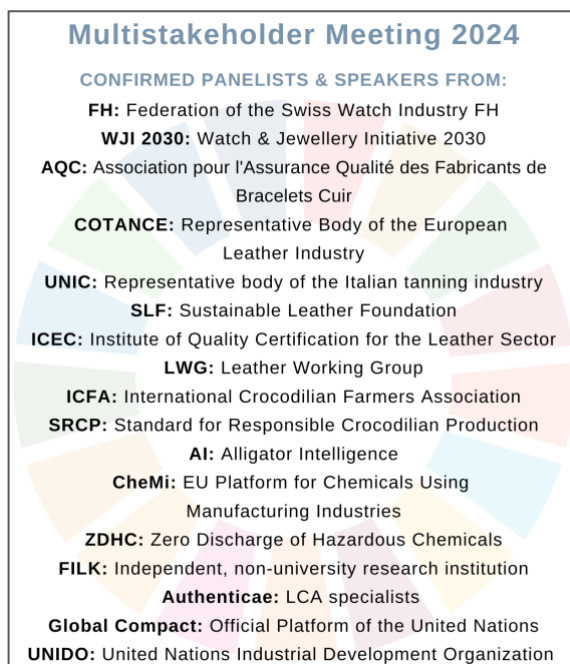 Multistakeholder Meeting 2024
CONFIRMED PANELISTS & SPEAKERS FROM:
FH: Federation of the Swiss Watch Industry FH
WJI 2030: Watch & Jewellery Initiative 2030
AQC: Association pour l'Assurance Qualité des Fabricants de
Bracelets Cuir
COTANCE: Representative Body of the European
Leather Industry
UNIC: Representative body of the Italian tanning industry
SLF: Sustainable Leather Foundation
ICEC: Institute of Quality Certification for the Leather Sector
LWG: Leather Working Group
ICFA: International Crocodilian Farmers Association
SRCP: Standard for Responsible Crocodilian Production
AI: Alligator Intelligence
CheMi: EU Platform for Chemicals Using
Manufacturing Industries
ZDHC: Zero Discharge of Hazardous Chemicals
FILK: Independent, non-university research institution
Authenticae: LCA specialists
Global Compact: Official Platform of the United Nations
UNIDO: United Nations Industrial Development Organization